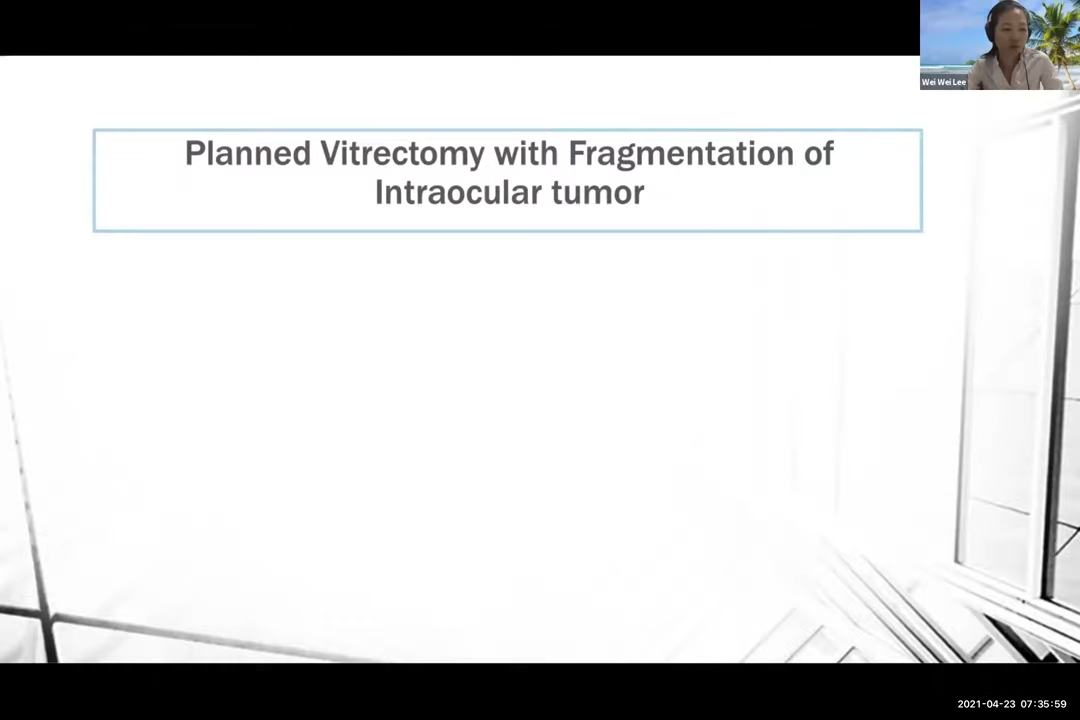 Wei Wei Lee
Planned Vitrectomy with Fragmentation of
Intraocular tumor
2021-04-23 07:35:59